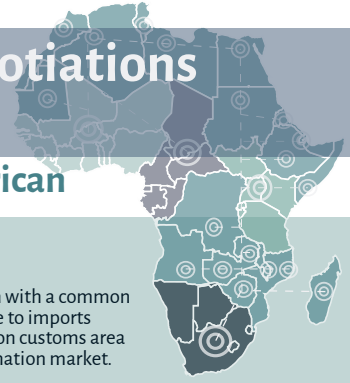 otiations
ican
with a common
e to imports
on customs area
nation market.